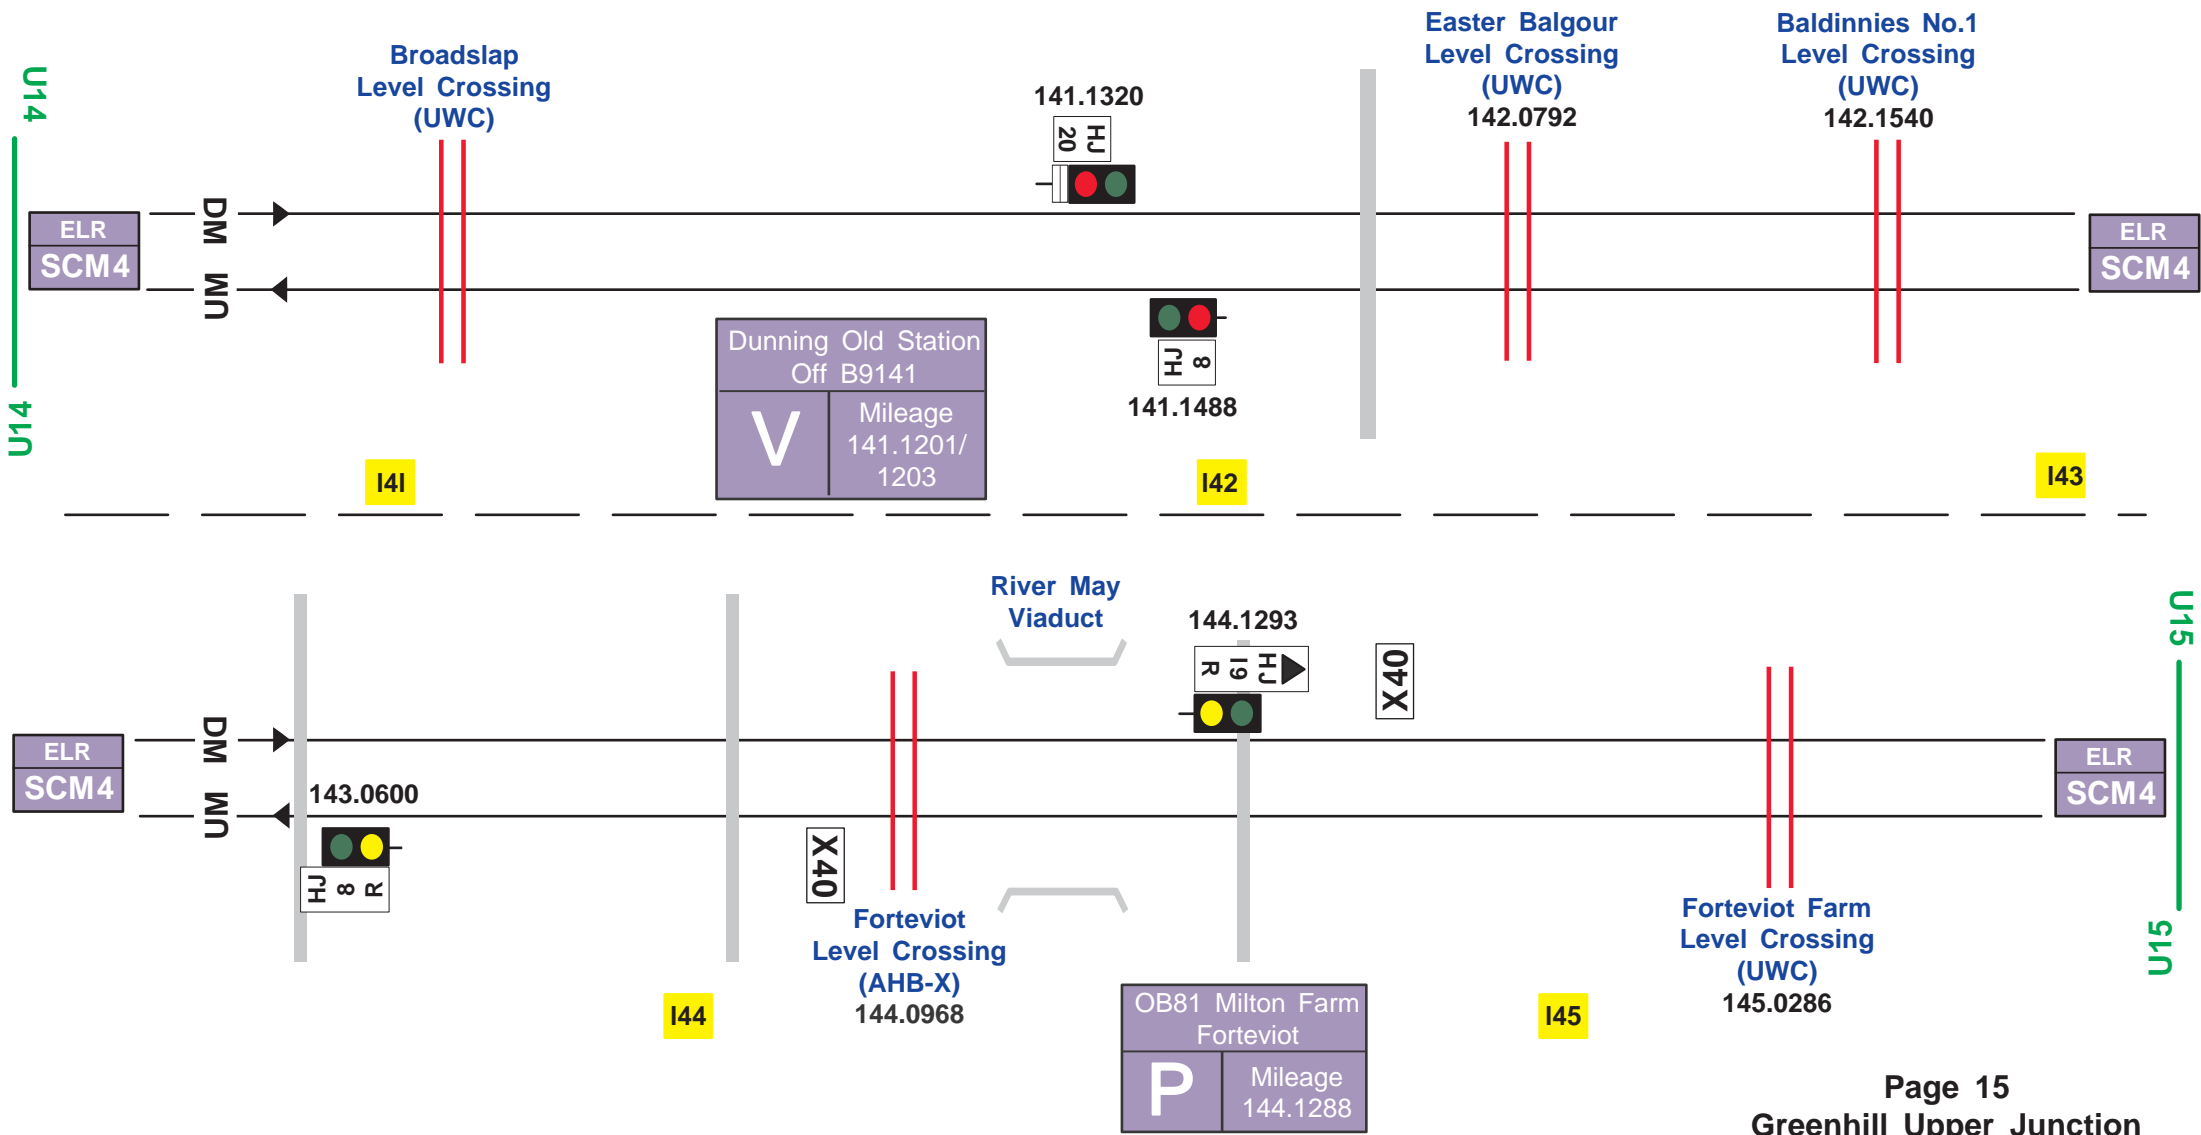 U14
Broadslap
Level Crossing
(UWC)
141.1320
HJ
20
Easter Balgour
Level Crossing
(UWC)
142.0792
Baldinnies No.1
Level Crossing
(UWC)
142.1540
ELR
SCM4
DM
UM
ELR
SCM4
HJ
8
141.1488
Dunning Old Station
Off B9141
V
Mileage
141.1201/
1203
U14
I4I
I42
I43
River May
Viaduct
144.1293
HJ
I9
R
X40
U15
ELR
SCM4
DM
UM
143.0600
HJ
8
R
X40
Forteviot
Level Crossing
(AHB-X)
144.0968
ELR
SCM4
Forteviot Farm
Level Crossing
(UWC)
145.0286
U15
I44
OB81 Milton Farm
Forteviot
P
Mileage
144.1288
I45
Page 15
Greenhill Upper Junction